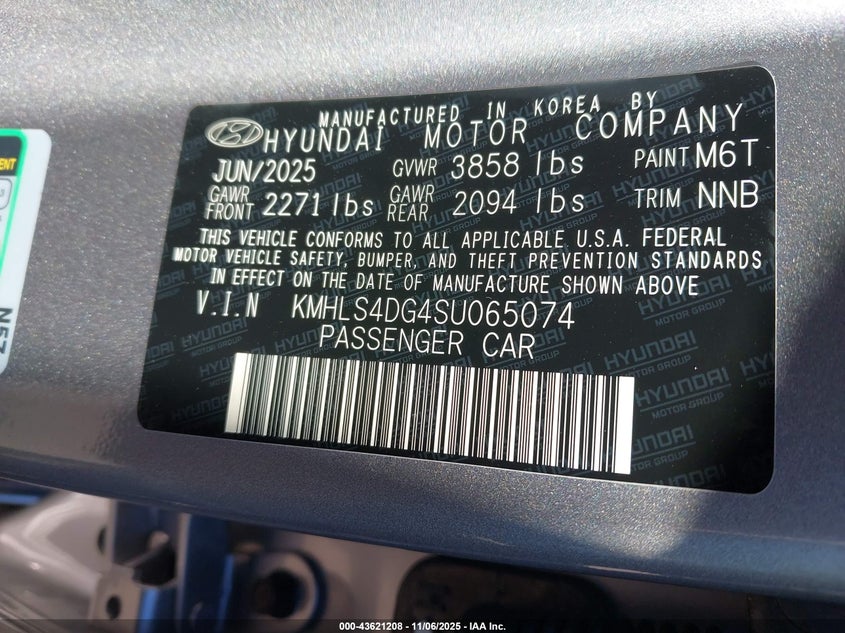 MANUFACTURED IN KOREA BY
HYUNDAI MOTOR COMPANY
JUN/2025 GVWR 3858 lbs PAINT M6T
GAWR FRONT 2271 lbs GAWR REAR 2094 lbs TRIM NNB
THIS VEHICLE CONFORMS TO ALL APPLICABLE U.S.A. FEDERAL
MOTOR VEHICLE SAFETY, BUMPER, AND THEFT PREVENTION STANDARDS
IN EFFECT ON THE DATE OF MANUFACTURE SHOWN ABOVE
V.I.N KMHLS4DG4SU065074
PASSENGER CAR
HYUNDAI
MOTOR GROUP
000-43621208 - 11/06/2025 - IAA Inc.